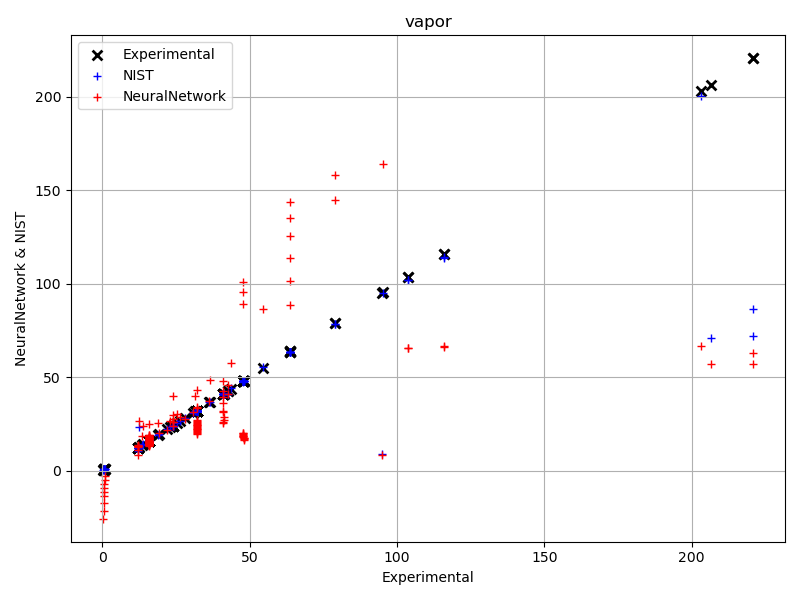 vapor
Experimental
NIST
NeuralNetwork
NeuralNetwork & NIST
200
150
100
50
0
0 50 100 150 200
Experimental